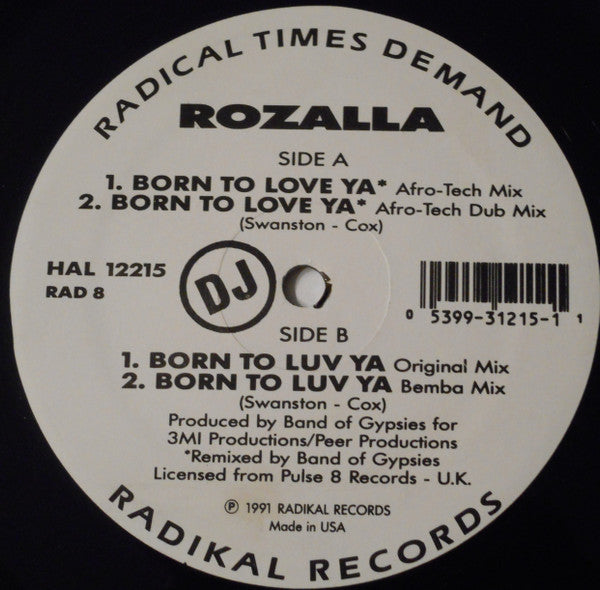 RADICAL TIMES DEMAND
ROZALLA
SIDE A
1. BORN TO LOVE YA* Afro-Tech Mix
2. BORN TO LOVE YA* Afro-Tech Dub Mix
(Swanston - Cox)
HAL 12215
RAD 8
DJ
0 5399-31215-1 1
SIDE B
1. BORN TO LUV YA Original Mix
2. BORN TO LUV YA Bemba Mix
(Swanston - Cox)
Produced by Band of Gypsies for
3MI Productions/Peer Productions
*Remixed by Band of Gypsies
Licensed from Pulse 8 Records - U.K.
℗ 1991 RADIKAL RECORDS
Made in USA
RADIKAL RECORDS